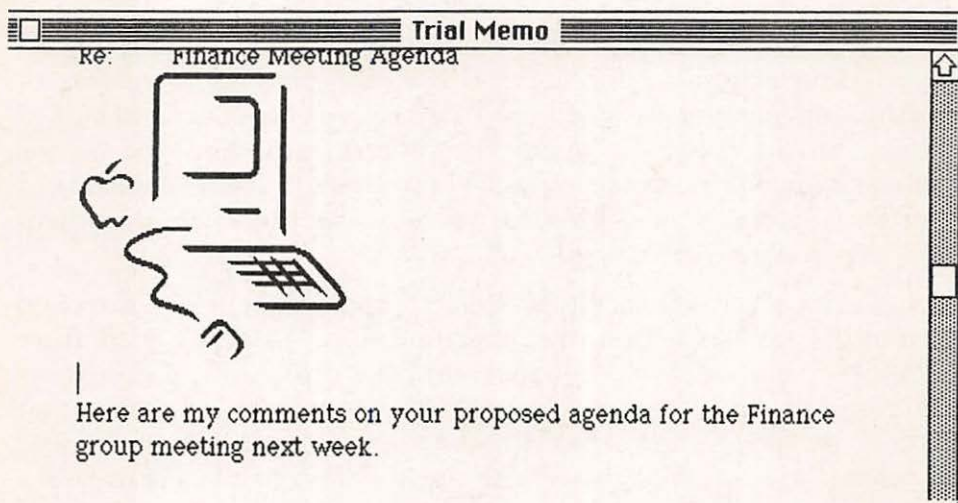 Trial Memo
Re: Finance Meeting Agenda
Here are my comments on your proposed agenda for the Finance
group meeting next week.